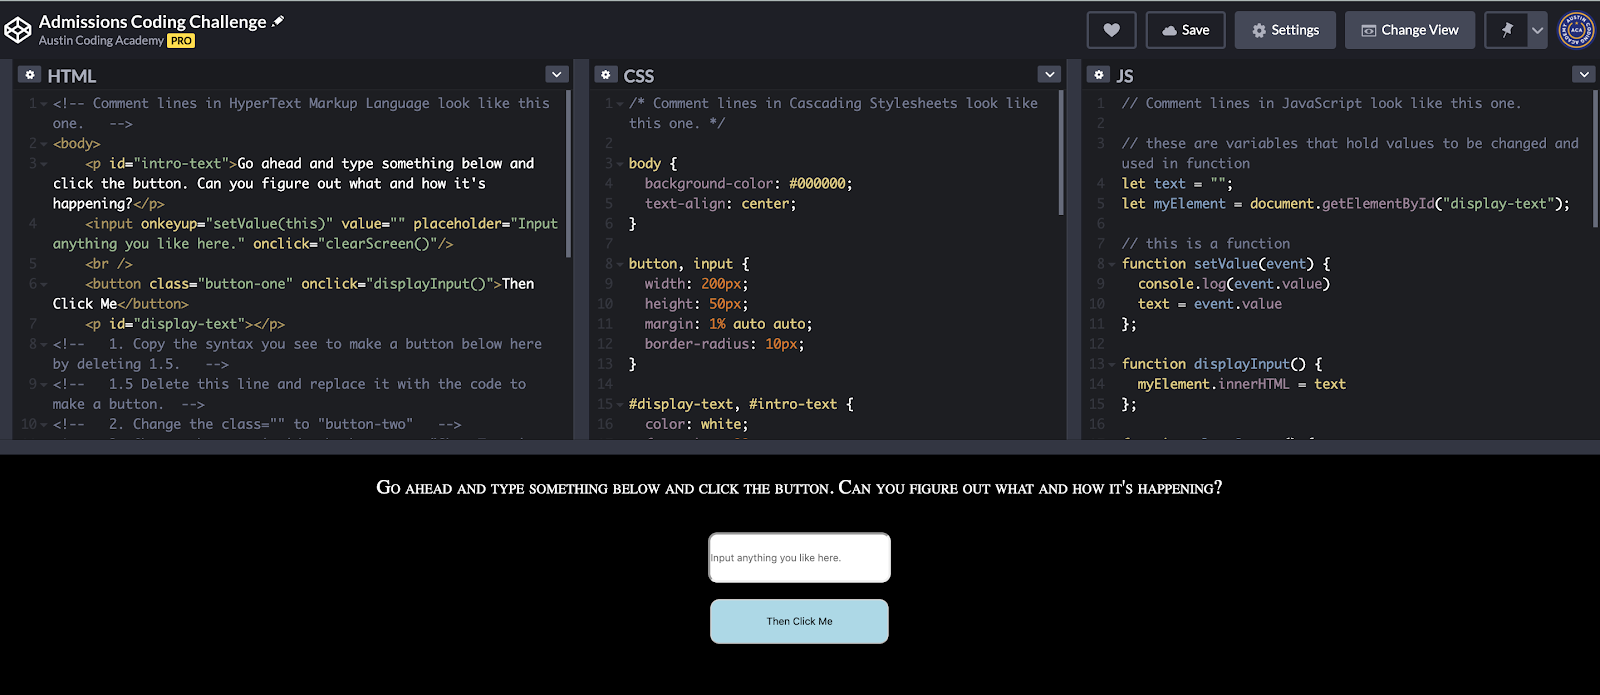 Admissions Coding Challenge
Austin Coding Academy PRO
Save
Settings
Change View
HTML
1 <!-- Comment lines in HyperText Markup Language look like this
one. -->
2 <body>
3 <p id="intro-text">Go ahead and type something below and
click the button. Can you figure out what and how it's
happening?</p>
4 <input onkeyup="setValue(this)" value="" placeholder="Input
anything you like here." onclick="clearScreen()"/>
5 <br />
6 <button class="button-one" onclick="displayInput()">Then
Click Me</button>
7 <p id="display-text"></p>
8 <!-- 1. Copy the syntax you see to make a button below here
by deleting 1.5. -->
9 <!-- 1.5 Delete this line and replace it with the code to
make a button. -->
10 <!-- 2. Change the class="" to "button-two" -->
CSS
1 /* Comment lines in Cascading Stylesheets look like
this one. */
2
3 body {
4 background-color: #000000;
5 text-align: center;
6 }
7
8 button, input {
9 width: 200px;
10 height: 50px;
11 margin: 1% auto auto;
12 border-radius: 10px;
13 }
14
15 #display-text, #intro-text {
16 color: white;
JS
1 // Comment lines in JavaScript look like this one.
2
3 // these are variables that hold values to be changed and
used in function
4 let text = "";
5 let myElement = document.getElementById("display-text");
6
7 // this is a function
8 function setValue(event) {
9 console.log(event.value)
10 text = event.value
11 };
12
13 function displayInput() {
14 myElement.innerHTML = text
15 };
16
Go ahead and type something below and click the button. Can you figure out what and how it's happening?
Input anything you like here.
Then Click Me